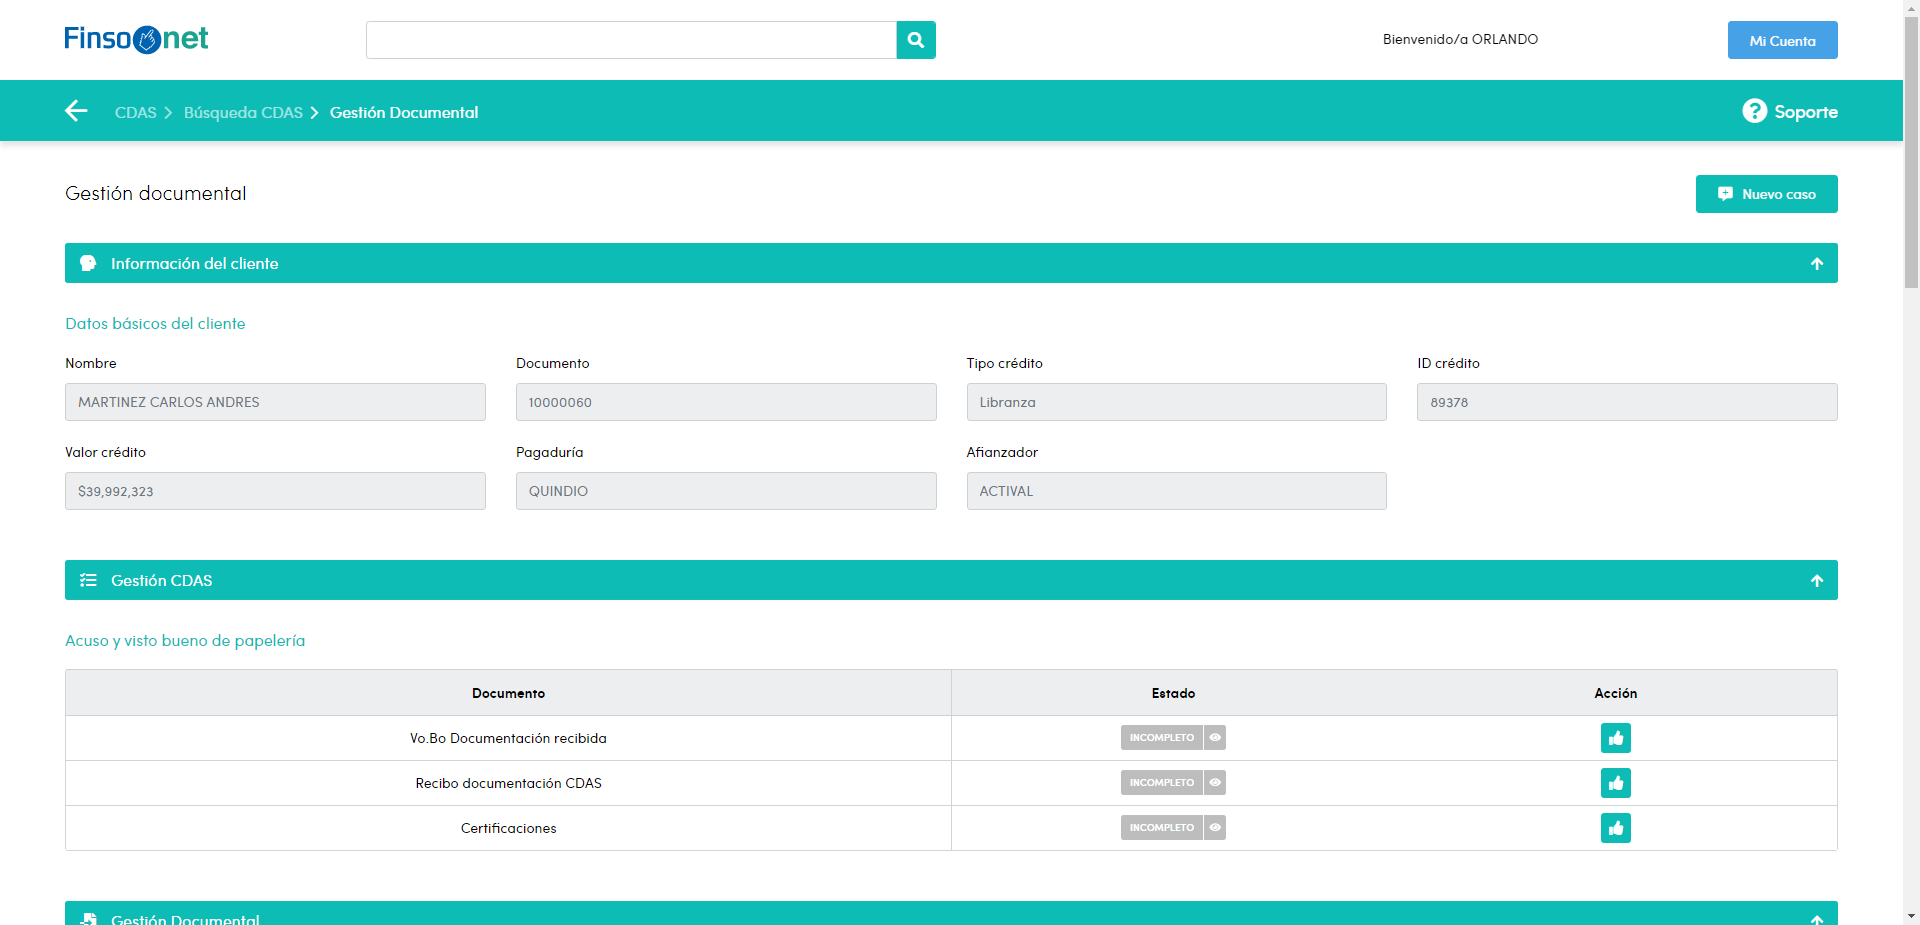 Finsonet
Bienvenido/a ORLANDO
Mi Cuenta
CDAS
Búsqueda CDAS
Gestión Documental
Soporte
Gestión documental
Nuevo caso
Información del cliente
Datos básicos del cliente
Nombre
Documento
Tipo crédito
ID crédito
MARTINEZ CARLOS ANDRES
10000060
Libranza
89378
Valor crédito
Pagaduría
Afianzador
$39,992,323
QUINDIO
ACTIVAL
Gestión CDAS
Acuso y visto bueno de papelería
Documento
Estado
Acción
Vo.Bo Documentación recibida
INCOMPLETO
Recibo documentación CDAS
INCOMPLETO
Certificaciones
INCOMPLETO
Gestión Documental